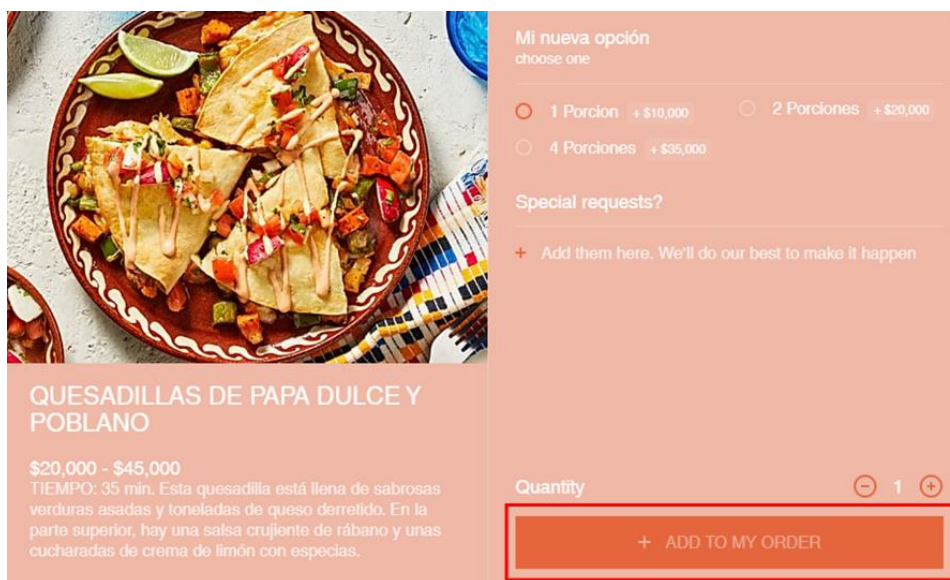 QUESADILLAS DE PAPA DULCE Y
POBLANO
$20,000 - $45,000
TIEMPO: 35 min. Esta quesadilla está llena de sabrosas
verduras asadas y toneladas de queso derretido. En la
parte superior, hay una salsa crujiente de rábano y unas
cucharadas de crema de limón con especias.
Mi nueva opción
choose one
1 Porcion + $10,000
2 Porciones + $20,000
4 Porciones + $35,000
Special requests?
+ Add them here. We'll do our best to make it happen
Quantity - 1 +
+ ADD TO MY ORDER